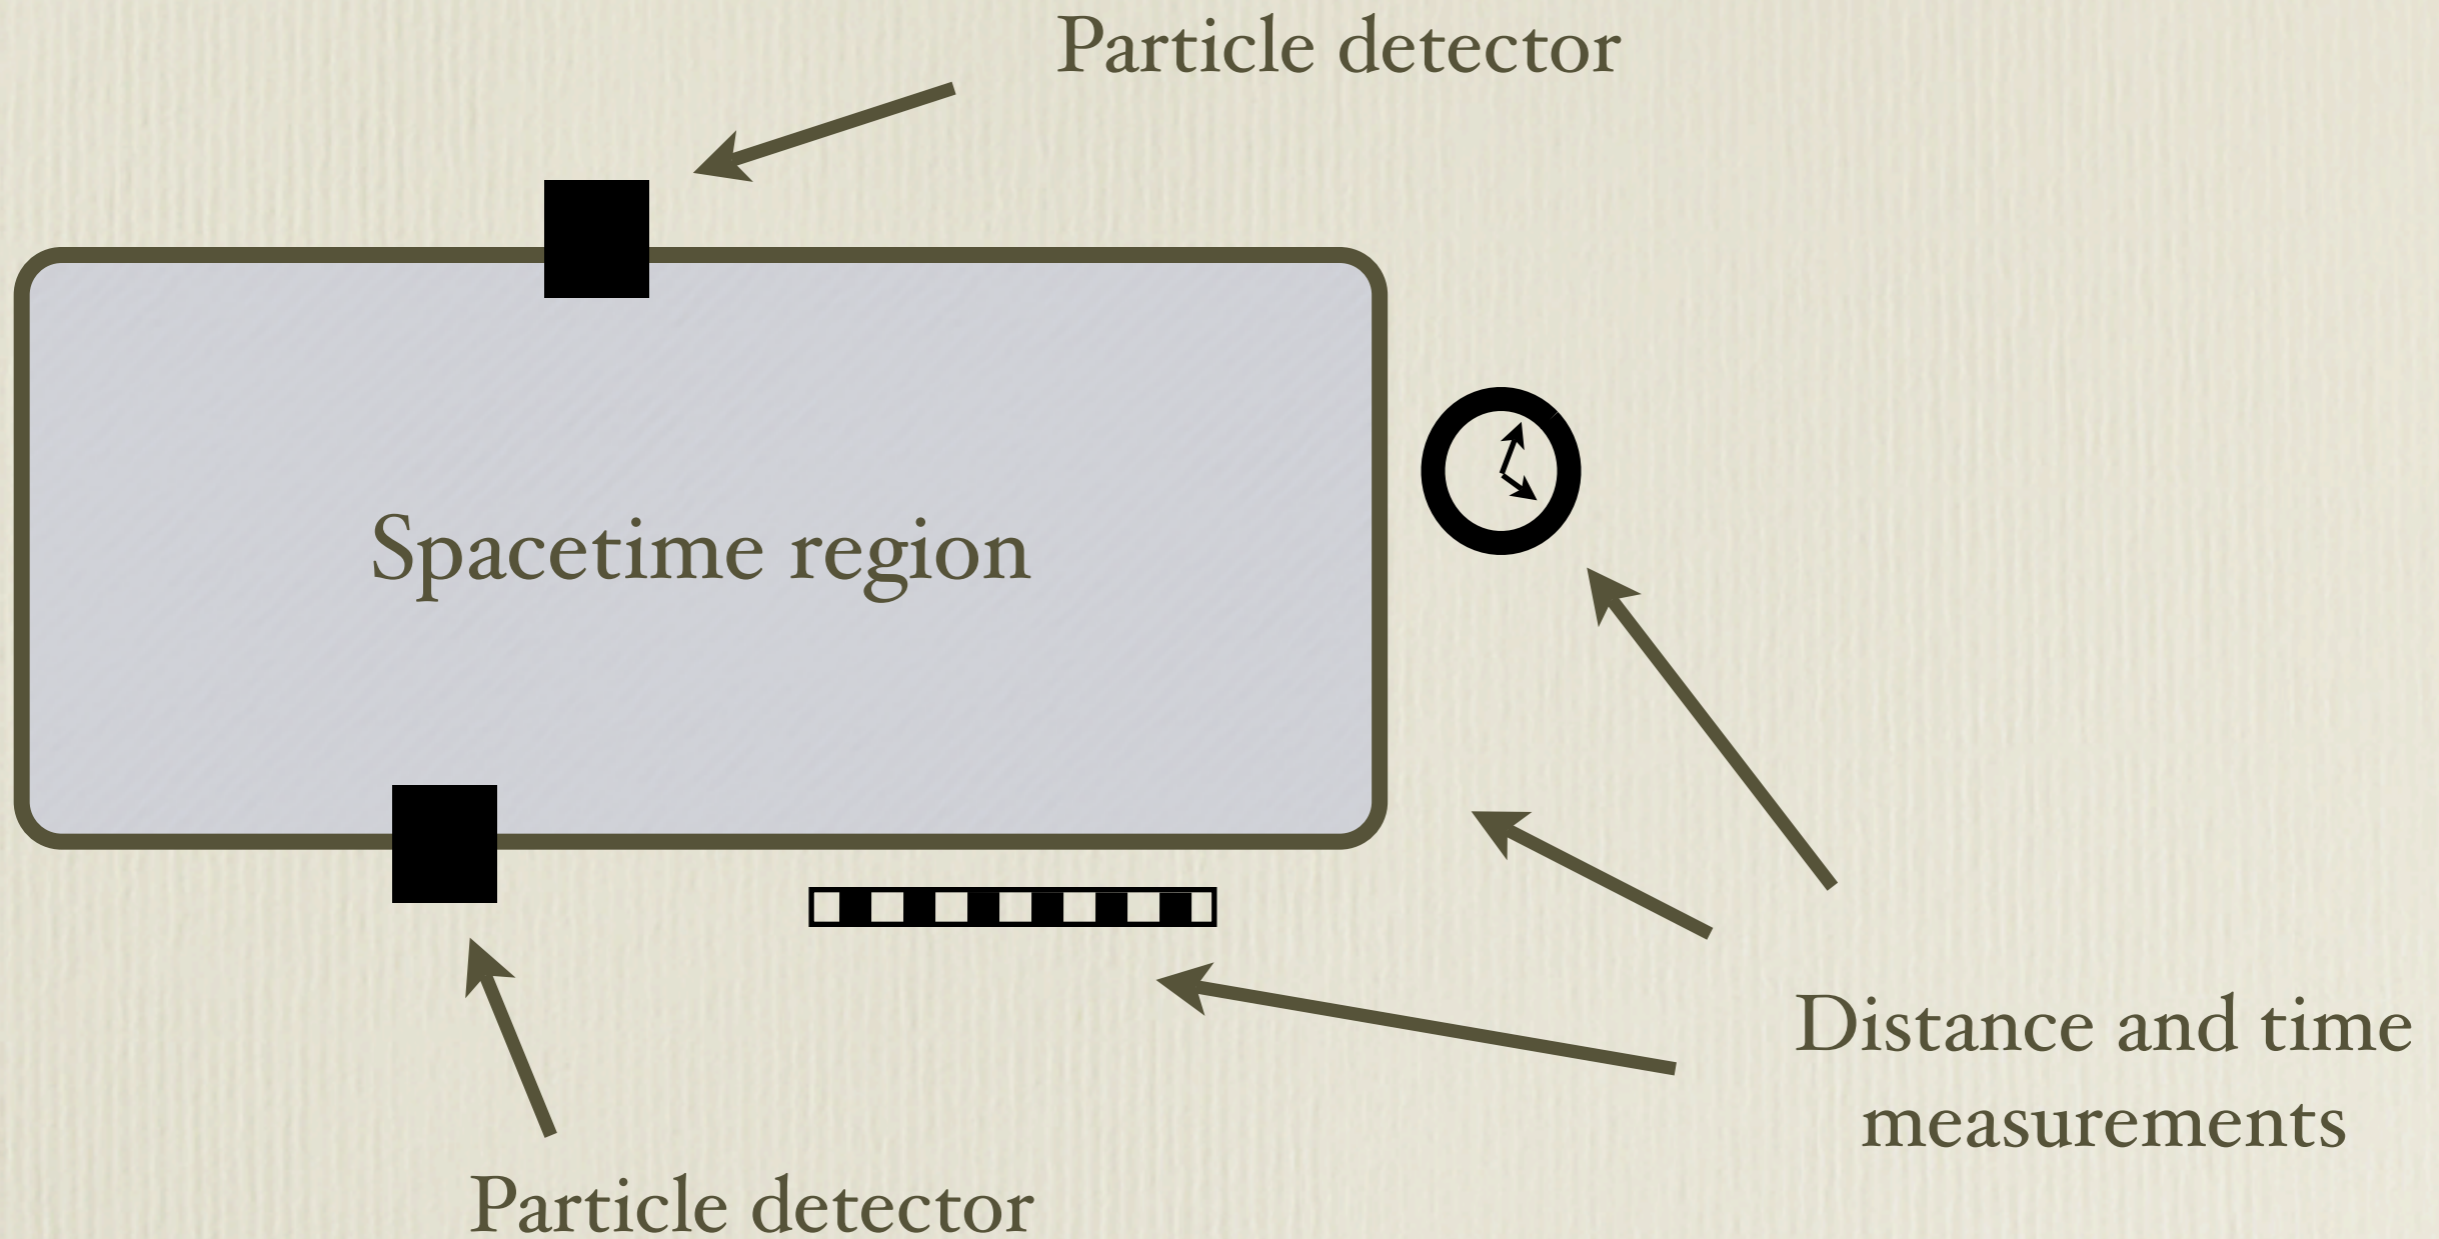 Particle detector
Spacetime region
Distance and time
measurements
Particle detector